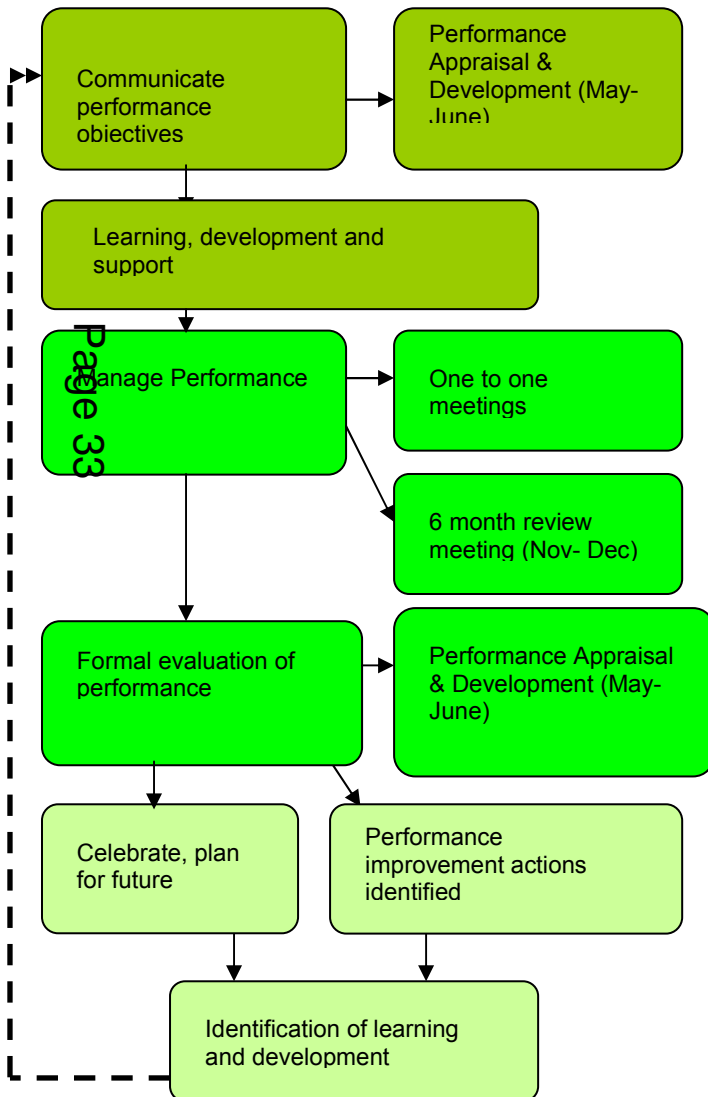 Communicate
performance
objectives
Performance
Appraisal &
Development (May-
June)
Learning, development and
support
Page 33
Manage Performance
One to one
meetings
6 month review
meeting (Nov- Dec)
Formal evaluation of
performance
Performance Appraisal
& Development (May-
June)
Celebrate, plan
for future
Performance
improvement actions
identified
Identification of learning
and development